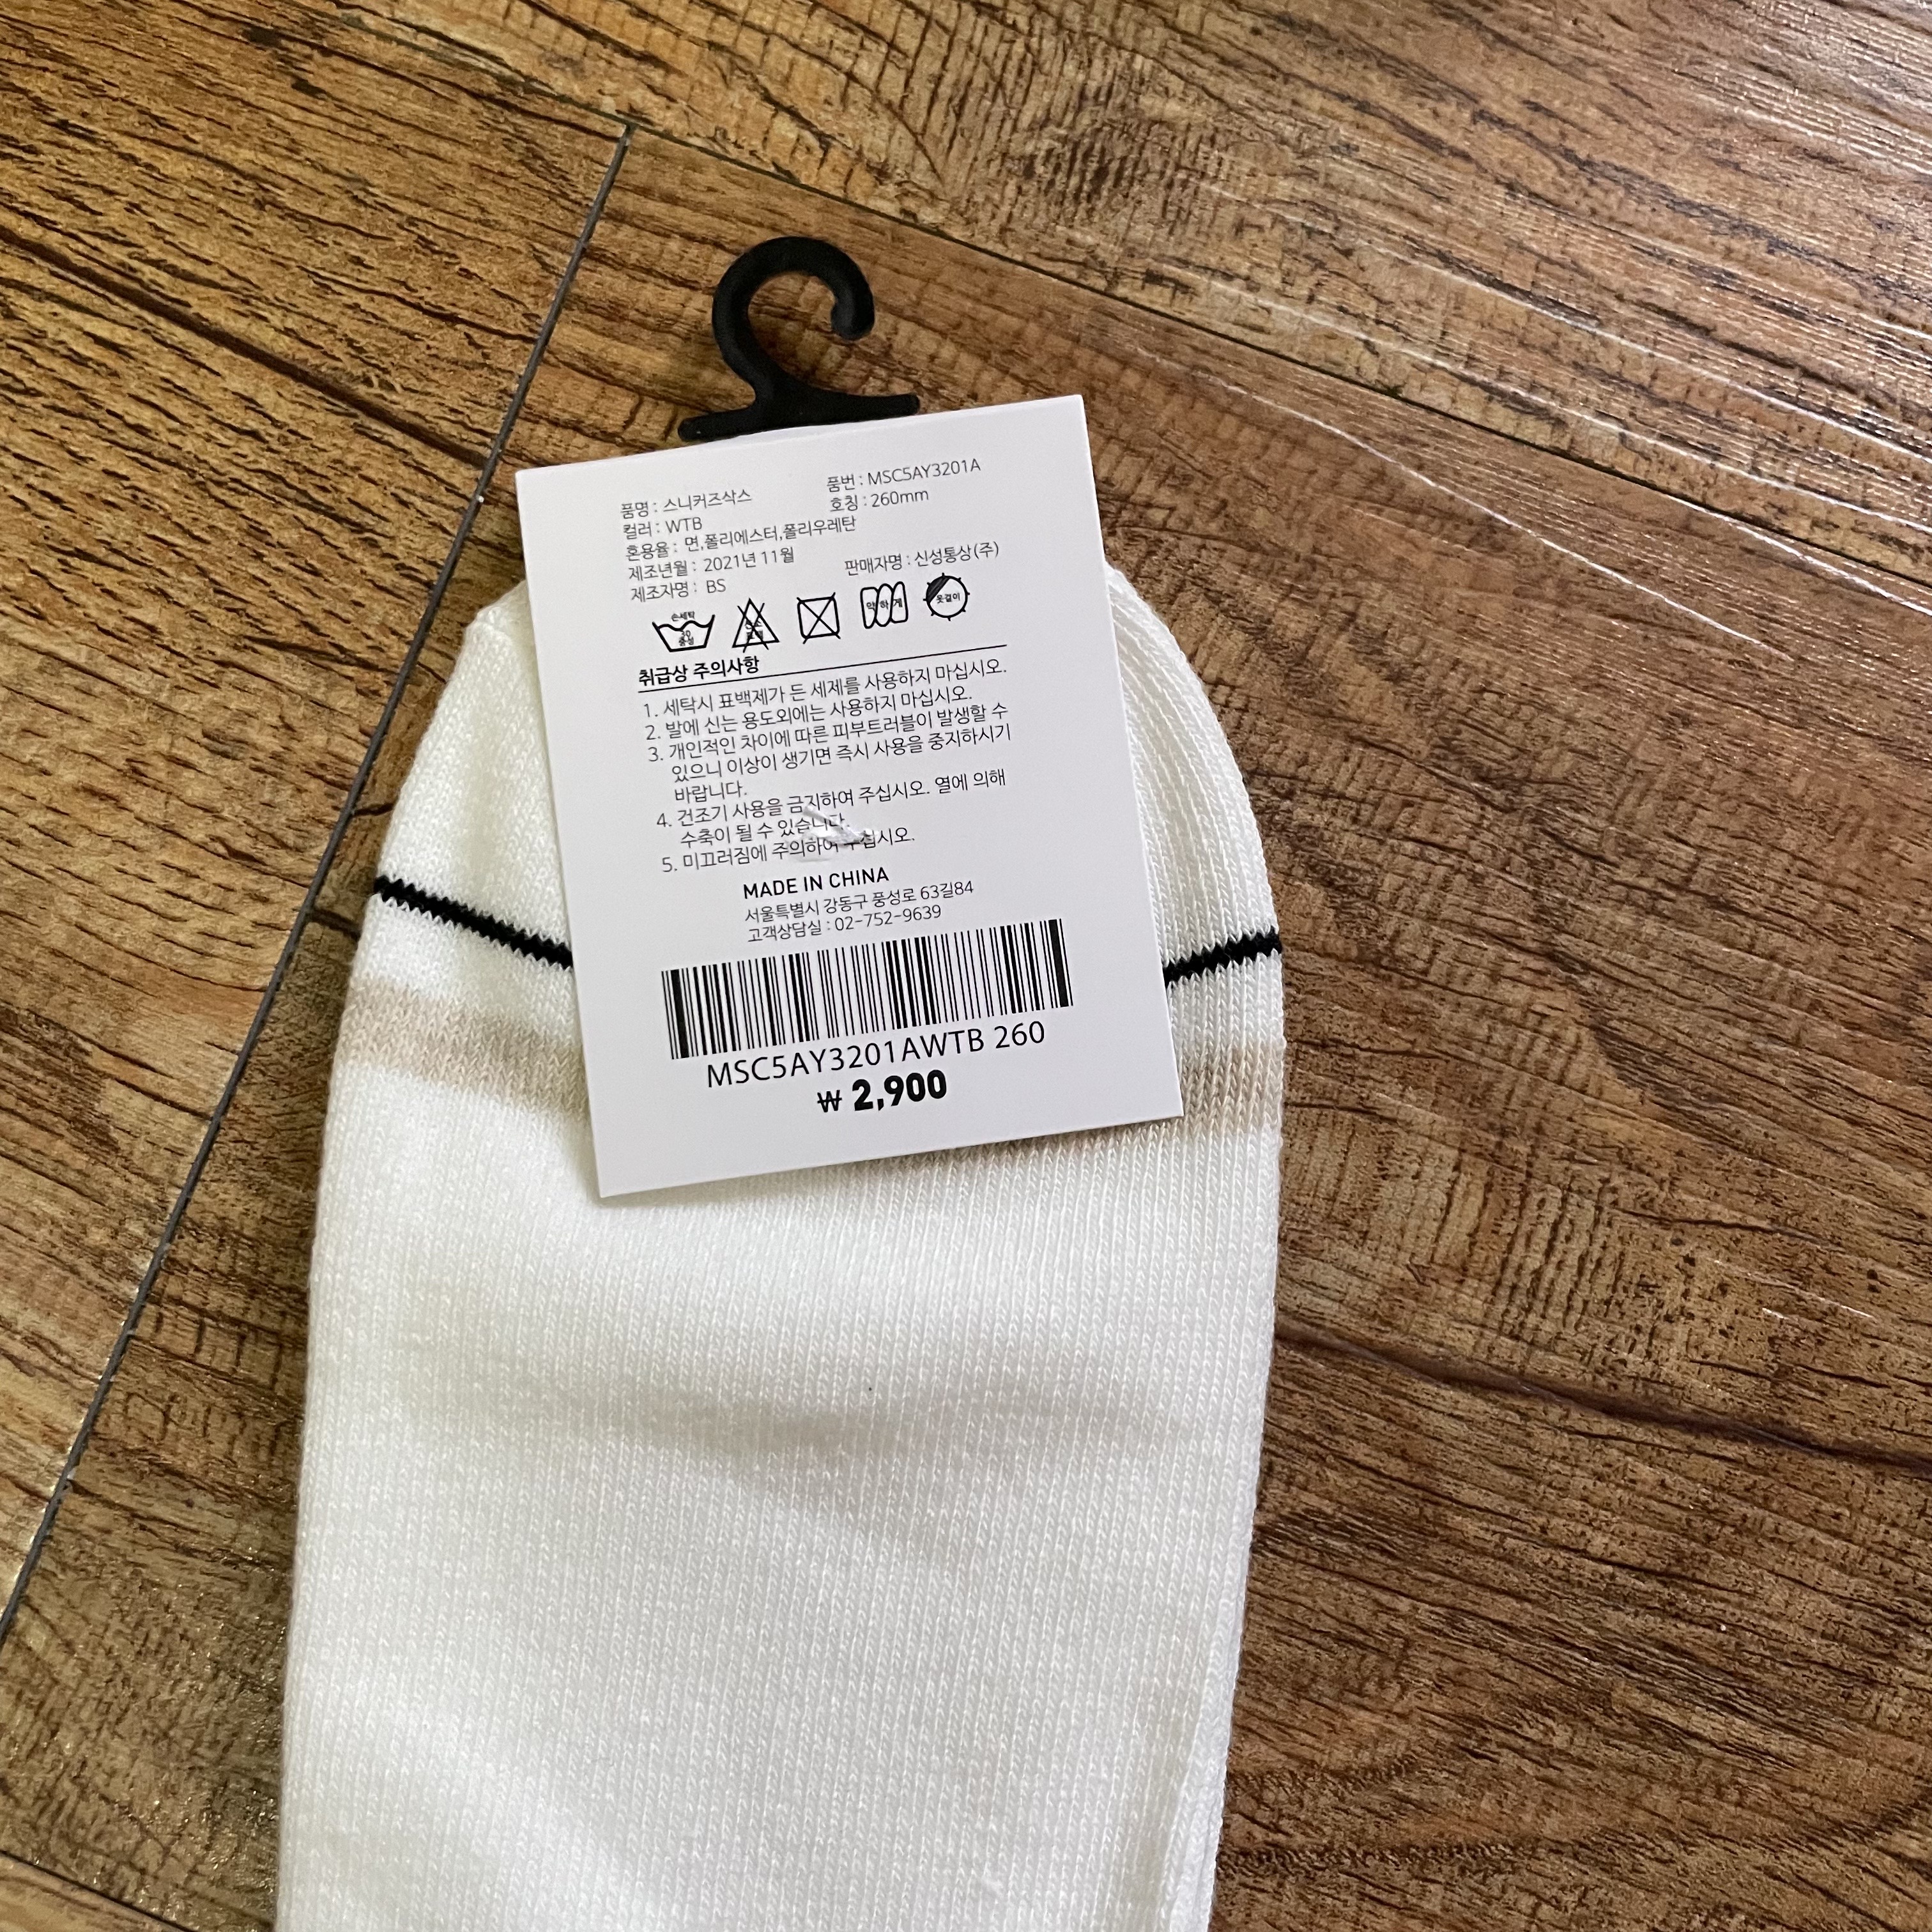 품명 : 스니커즈삭스 품번 : MSC5AY3201A
컬러 : WTB 호칭 : 260mm
혼용율 : 면,폴리에스터,폴리우레탄
제조년월 : 2021년 11월
제조자명 : BS 판매자명 : 신성통상(주)
손세탁
30
중성
염소
표백
약하게
옷걸이
취급상 주의사항
1. 세탁시 표백제가 든 세제를 사용하지 마십시오.
2. 발에 신는 용도외에는 사용하지 마십시오.
3. 개인적인 차이에 따른 피부트러블이 발생할 수
있으니 이상이 생기면 즉시 사용을 중지하시기
바랍니다.
4. 건조기 사용을 금지하여 주십시오. 열에 의해
수축이 될 수 있습니다.
5. 미끄러짐에 주의하여 주십시오.
MADE IN CHINA
서울특별시 강동구 풍성로 63길84
고객상담실 : 02-752-9639
MSC5AY3201AWTB 260
₩ 2,900